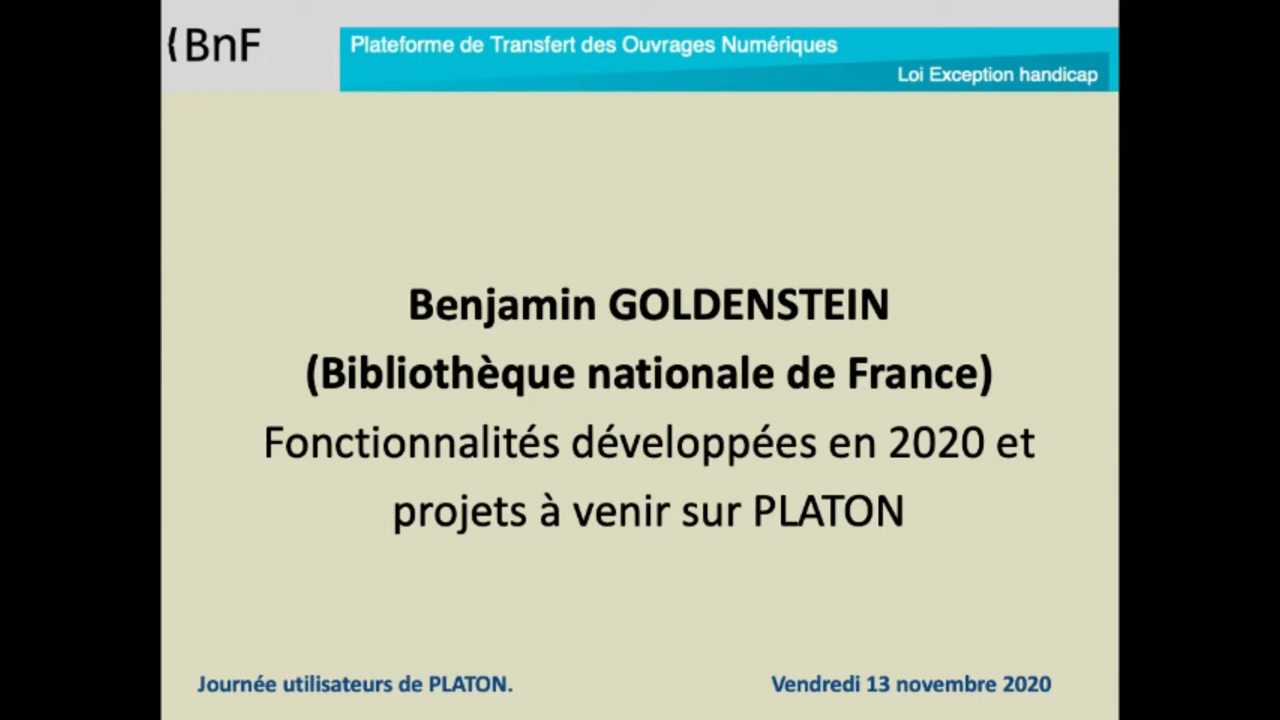 (BnF
Plateforme de Transfert des Ouvrages Numériques
Loi Exception handicap
Benjamin GOLDENSTEIN
(Bibliothèque nationale de France)
Fonctionnalités développées en 2020 et
projets à venir sur PLATON
Journée utilisateurs de PLATON.
Vendredi 13 novembre 2020